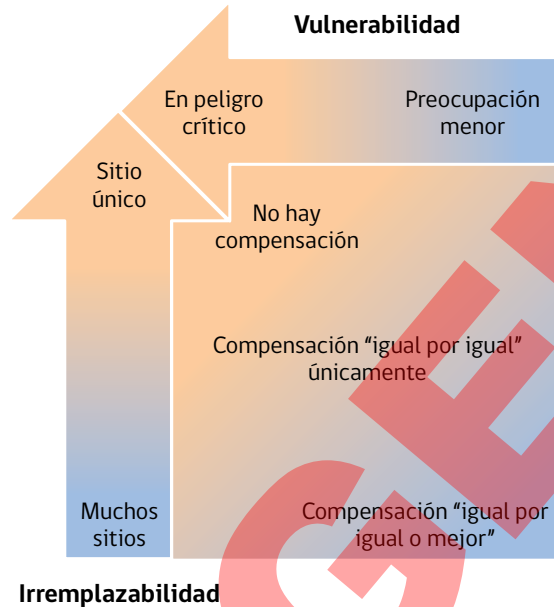 Vulnerabilidad
En peligro
crítico
Preocupación
menor
Sitio
único
No hay
compensación
Compensación “igual por igual”
únicamente
Muchos
sitios
Compensación “igual por
igual o mejor”
Irremplazabilidad